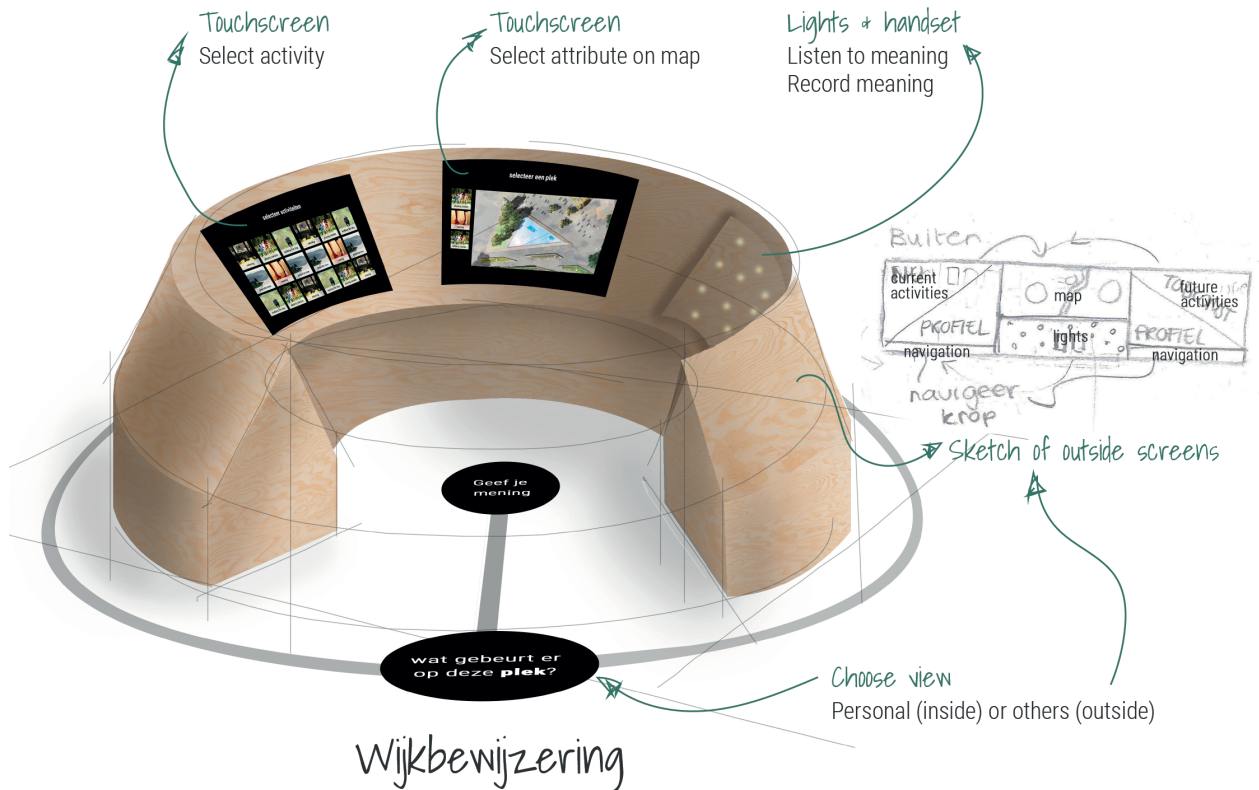 Touchscreen
Select activity
Touchscreen
Select attribute on map
Lights & handset
Listen to meaning
Record meaning
selecteer activiteiten
selecteer een plek
Buiten
current
activities
map
future
activities
PROFIEL
lights
PROFIEL
navigation
navigation
navigeer
knop
Sketch of outside screens
Geef je
mening
wat gebeurt er
op deze plek?
Choose view
Personal (inside) or others (outside)
Wijkbewijzering